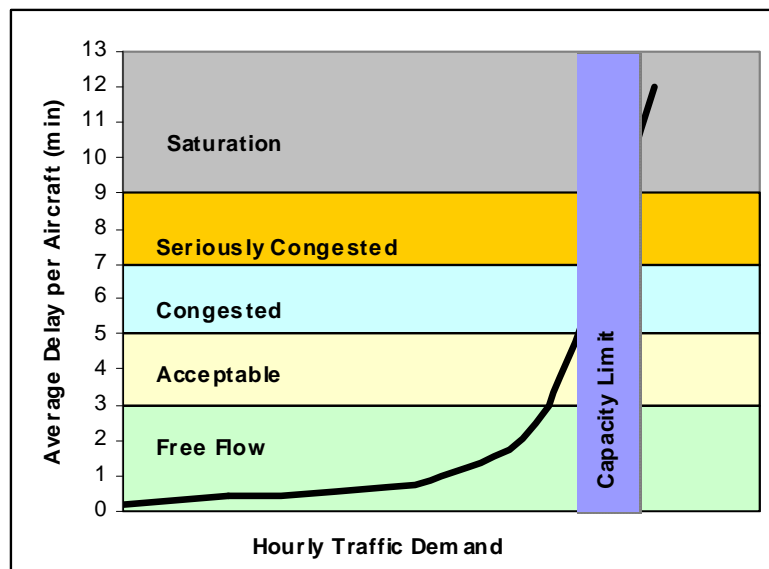 Average Delay per Aircraft (min)
13
12
11
10
9
8
7
6
5
4
3
2
1
0
Saturation
Seriously Congested
Congested
Acceptable
Free Flow
Capacity Limit
Hourly Traffic Demand